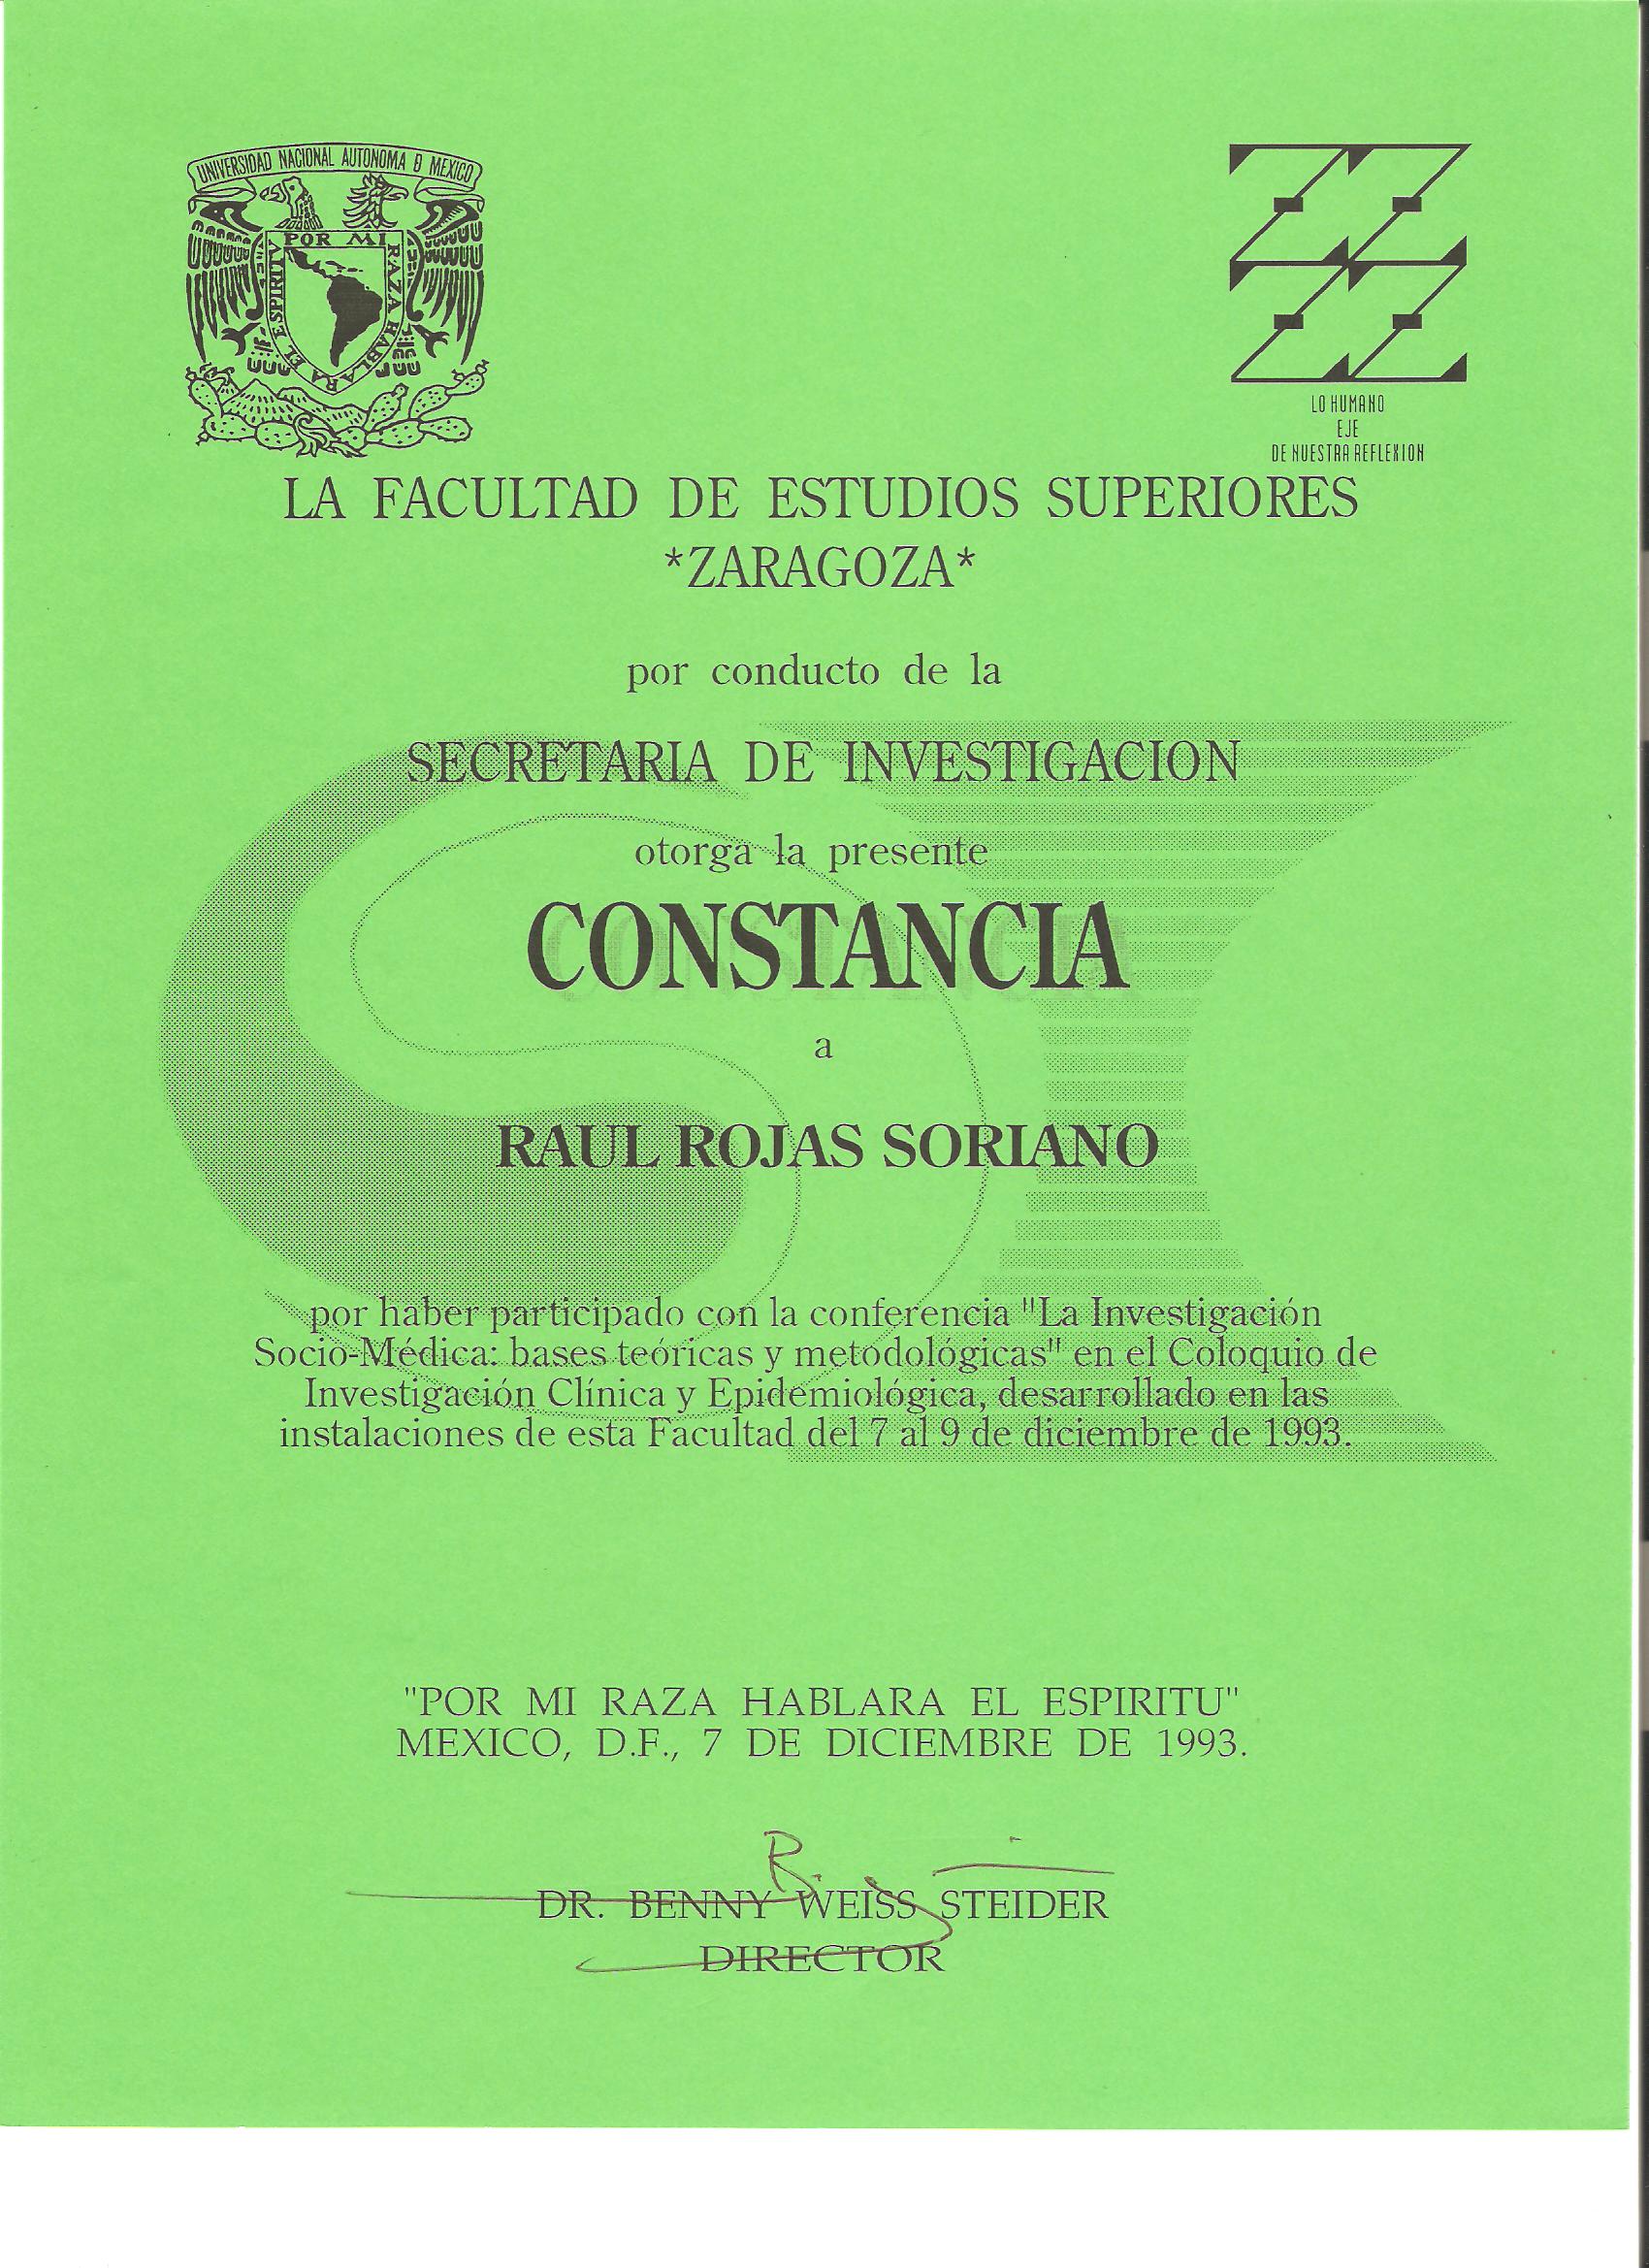 UNIVERSIDAD NACIONAL AUTONOMA D MEXICO
POR MI RAZA HABLARA EL ESPIRITU
LO HUMANO
EJE
DE NUESTRA REFLEXION
LA FACULTAD DE ESTUDIOS SUPERIORES
*ZARAGOZA*
por conducto de la
SECRETARIA DE INVESTIGACION
otorga la presente
CONSTANCIA
a
RAUL ROJAS SORIANO
por haber participado con la conferencia "La Investigación
Socio-Médica: bases teóricas y metodológicas" en el Coloquio de
Investigación Clínica y Epidemiológica, desarrollado en las
instalaciones de esta Facultad del 7 al 9 de diciembre de 1993.
"POR MI RAZA HABLARA EL ESPIRITU"
MEXICO, D.F., 7 DE DICIEMBRE DE 1993.
DR. BENNY WEISS STEIDER
DIRECTOR